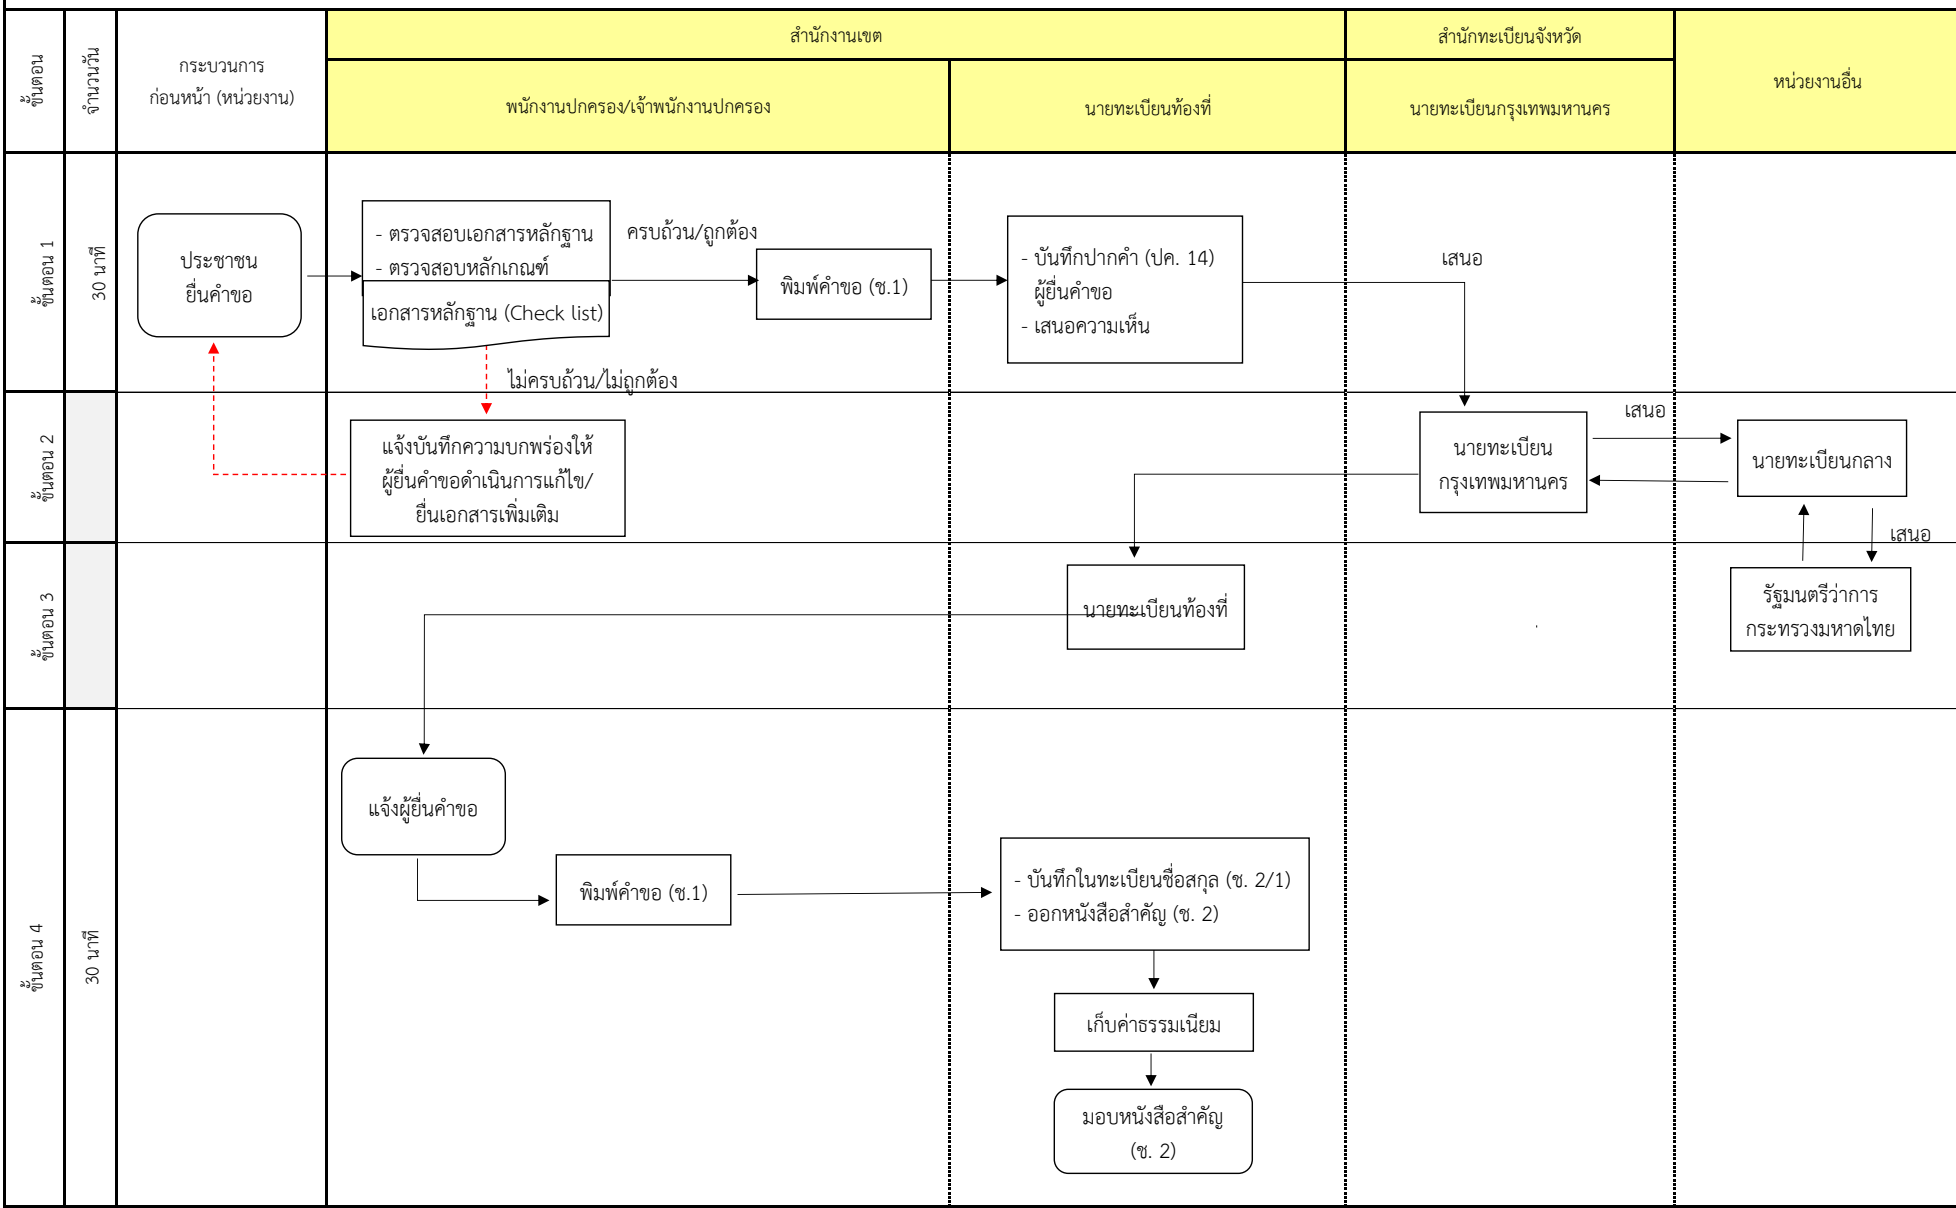 ขั้นตอน
จำนวนวัน
กระบวนการ
ก่อนหน้า (หน่วยงาน)
สำนักงานเขต
สำนักทะเบียนจังหวัด
หน่วยงานอื่น
พนักงานปกครอง/เจ้าพนักงานปกครอง
นายทะเบียนท้องที่
นายทะเบียนกรุงเทพมหานคร
ขั้นตอน 1
30 นาที
ประชาชน
ยื่นคำขอ
- ตรวจสอบเอกสารหลักฐาน
- ตรวจสอบหลักเกณฑ์
เอกสารหลักฐาน (Check list)
ครบถ้วน/ถูกต้อง
พิมพ์คำขอ (ช.1)
- บันทึกปากคำ (ปค. 14)
ผู้ยื่นคำขอ
- เสนอความเห็น
เสนอ
ไม่ครบถ้วน/ไม่ถูกต้อง
ขั้นตอน 2
แจ้งบันทึกความบกพร่องให้
ผู้ยื่นคำขอดำเนินการแก้ไข/
ยื่นเอกสารเพิ่มเติม
นายทะเบียน
กรุงเทพมหานคร
เสนอ
นายทะเบียนกลาง
เสนอ
ขั้นตอน 3
นายทะเบียนท้องที่
รัฐมนตรีว่าการ
กระทรวงมหาดไทย
ขั้นตอน 4
30 นาที
แจ้งผู้ยื่นคำขอ
พิมพ์คำขอ (ช.1)
- บันทึกในทะเบียนชื่อสกุล (ช. 2/1)
- ออกหนังสือสำคัญ (ช. 2)
เก็บค่าธรรมเนียม
มอบหนังสือสำคัญ
(ช. 2)